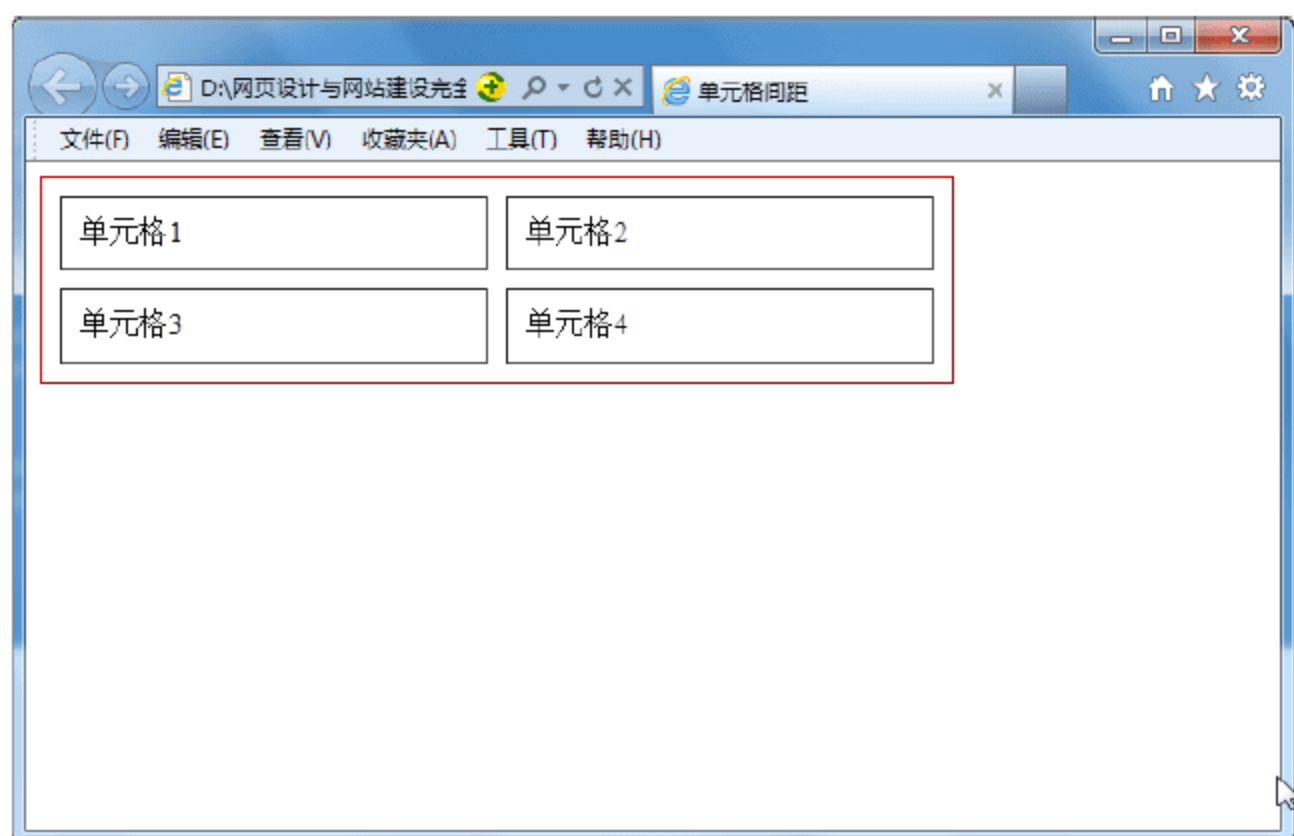 D:\网页设计与网站建设完全
单元格间距
文件(F) 编辑(E) 查看(V) 收藏夹(A) 工具(T) 帮助(H)
单元格1 单元格2
单元格3 单元格4